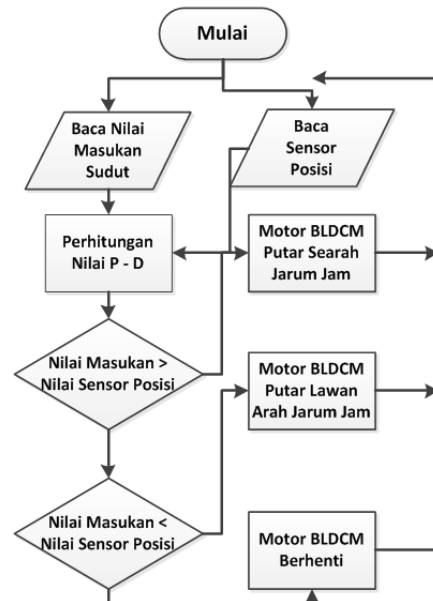 Mulai
Baca Nilai
Masukan
Sudut
Baca
Sensor
Posisi
Perhitungan
Nilai P - D
Motor BLDCM
Putar Searah
Jarum Jam
Nilai Masukan >
Nilai Sensor Posisi
Motor BLDCM
Putar Lawan
Arah Jarum Jam
Nilai Masukan <
Nilai Sensor Posisi
Motor BLDCM
Berhenti